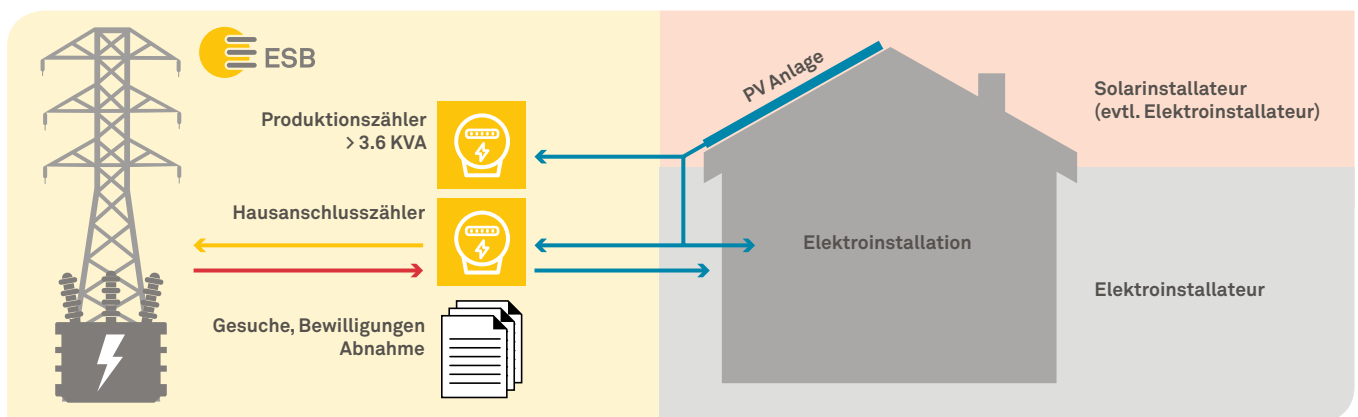 ESB
Produktionszähler
> 3.6 KVA
Hausanschlusszähler
Gesuche, Bewilligungen
Abnahme
PV Anlage
Elektroinstallation
Solarinstallateur
(evtl. Elektroinstallateur)
Elektroinstallateur